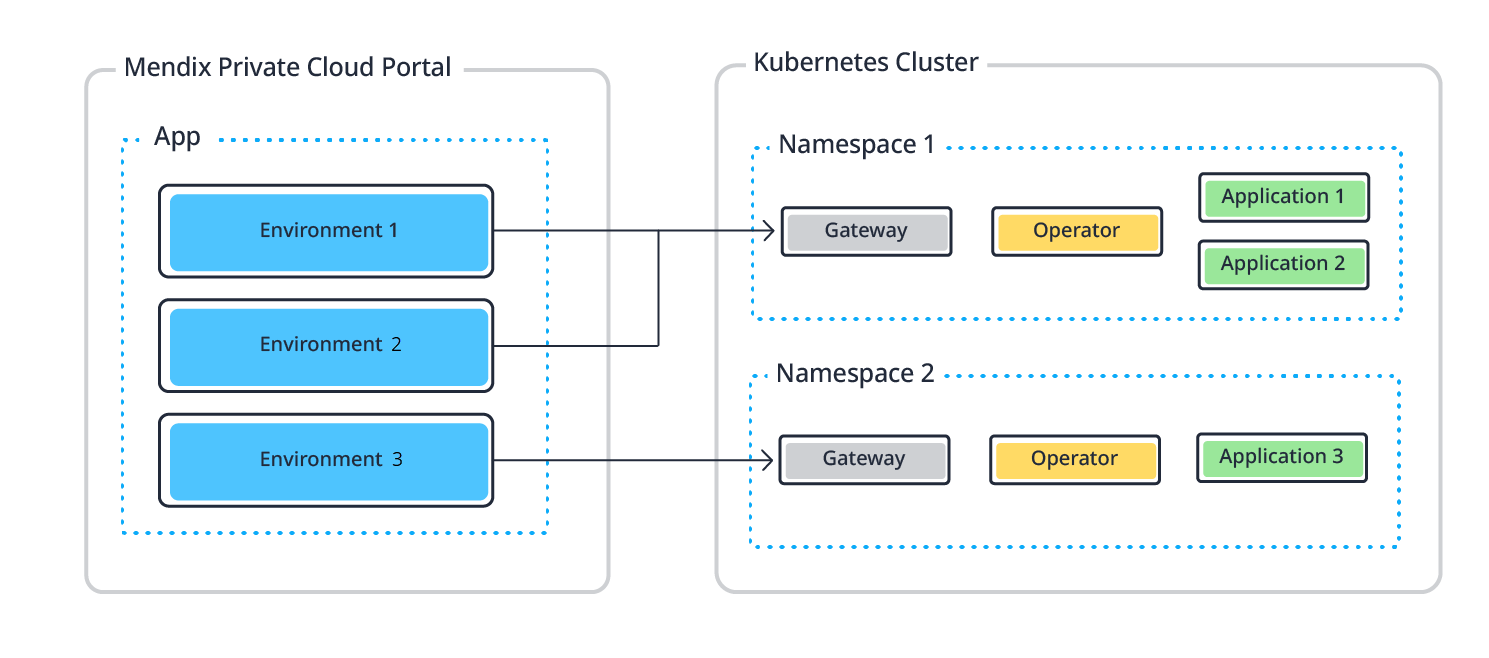 Mendix Private Cloud Portal
App
Environment 1
Environment 2
Environment 3
Kubernetes Cluster
Namespace 1
Gateway
Operator
Application 1
Application 2
Namespace 2
Gateway
Operator
Application 3